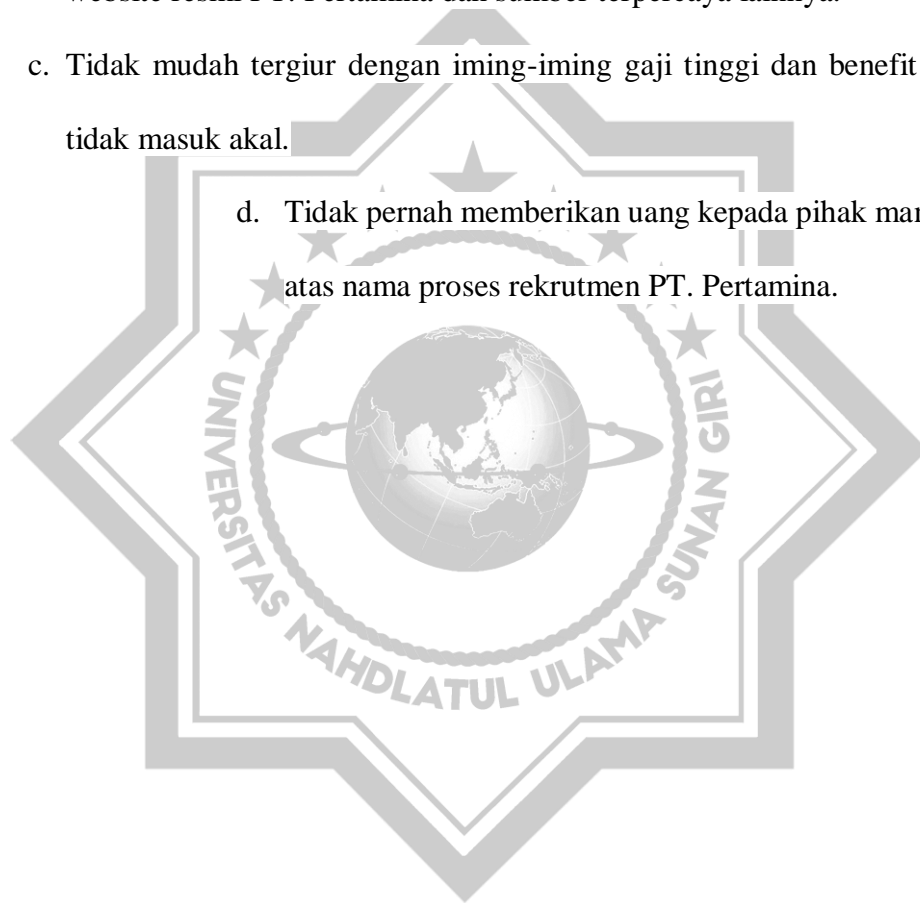 website resmi PT. Pertamina dan sumber terpercaya lainnya.
c. Tidak mudah tergiur dengan iming-iming gaji tinggi dan benefit
tidak masuk akal.
d. Tidak pernah memberikan uang kepada pihak
atas nama proses rekrutmen PT. Pertamina.
UNIVERSITAS NAHDLATUL ULAMA SUNAN GIRI